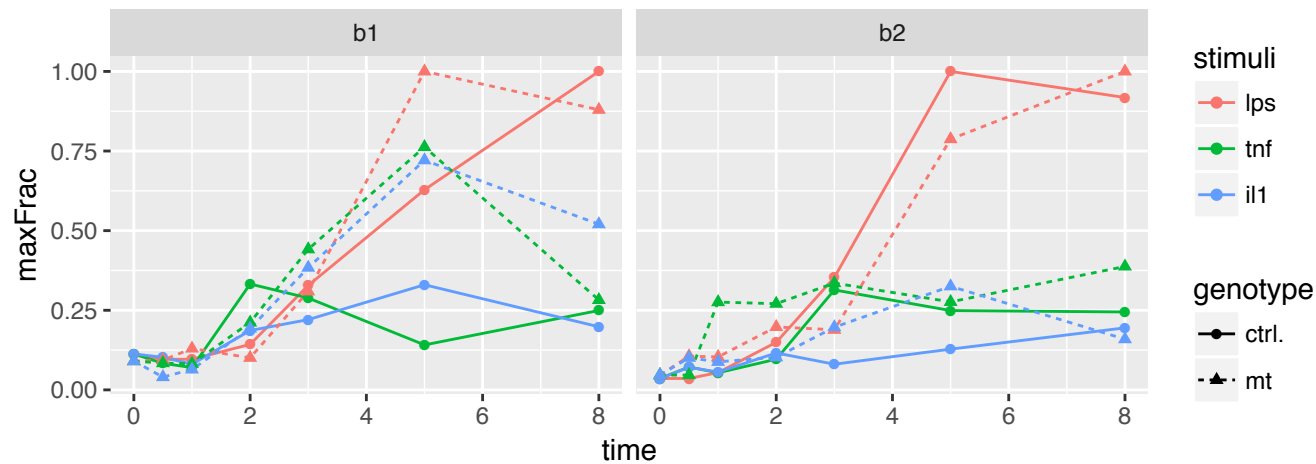 b1
b2
maxFrac
1.00
0.75
0.50
0.25
0.00
0 2 4 6 8
0 2 4 6 8
time
stimuli
lps
tnf
il1
genotype
ctrl.
mt